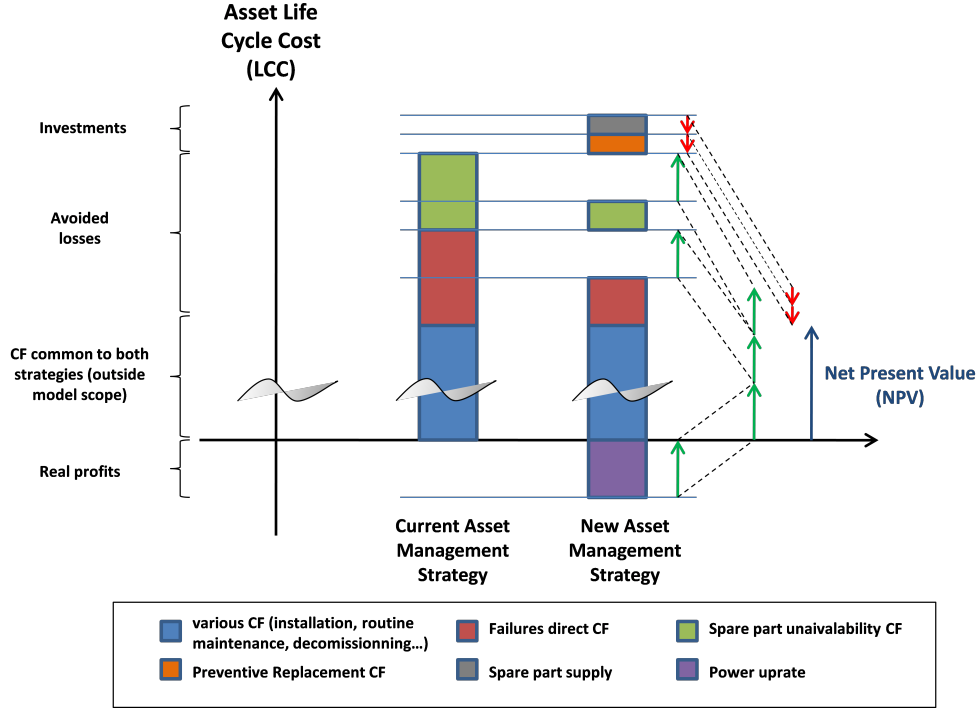 Asset Life
Cycle Cost
(LCC)
Investments
Avoided
losses
CF common to both
strategies (outside
model scope)
Real profits
Net Present Value
(NPV)
Current Asset
Management
Strategy
New Asset
Management
Strategy
various CF (installation, routine
maintenance, decomissionning...)
Failures direct CF
Spare part unaivalability CF
Preventive Replacement CF
Spare part supply
Power uprate